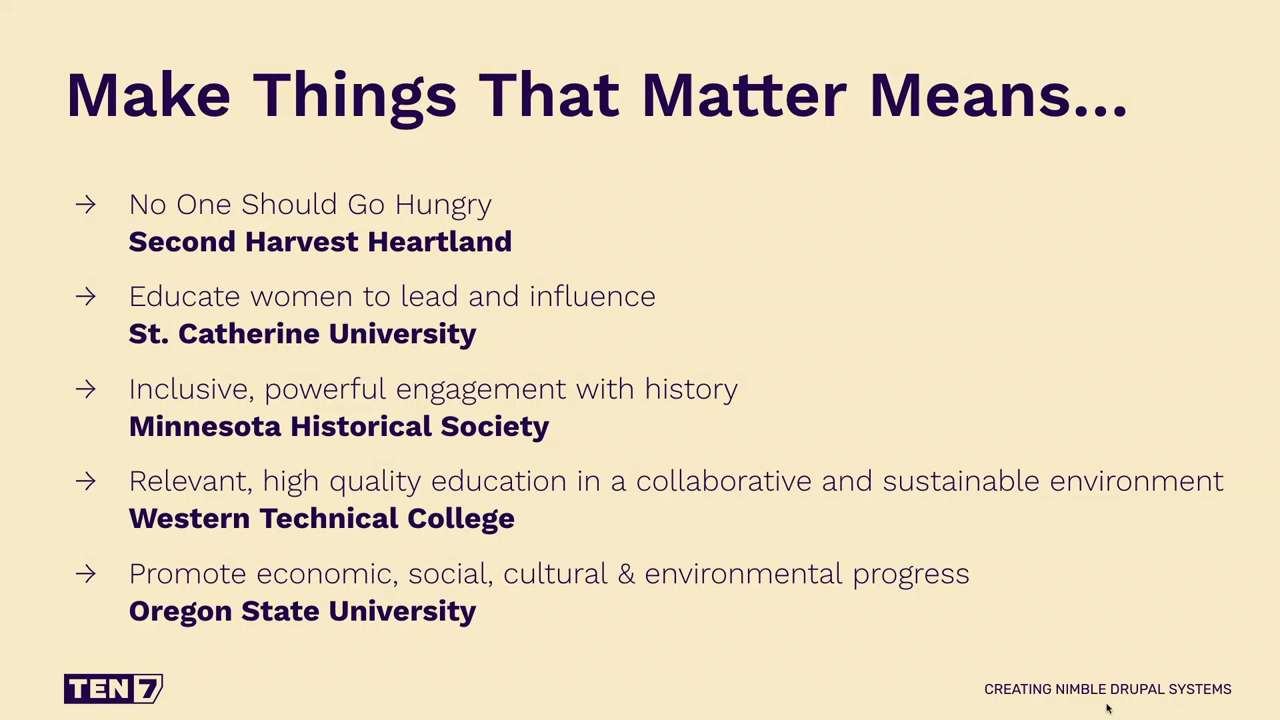 Make Things That Matter Means...
→ No One Should Go Hungry
Second Harvest Heartland
→ Educate women to lead and influence
St. Catherine University
→ Inclusive, powerful engagement with history
Minnesota Historical Society
→ Relevant, high quality education in a collaborative and sustainable environment
Western Technical College
→ Promote economic, social, cultural & environmental progress
Oregon State University
TEN7
CREATING NIMBLE DRUPAL SYSTEMS